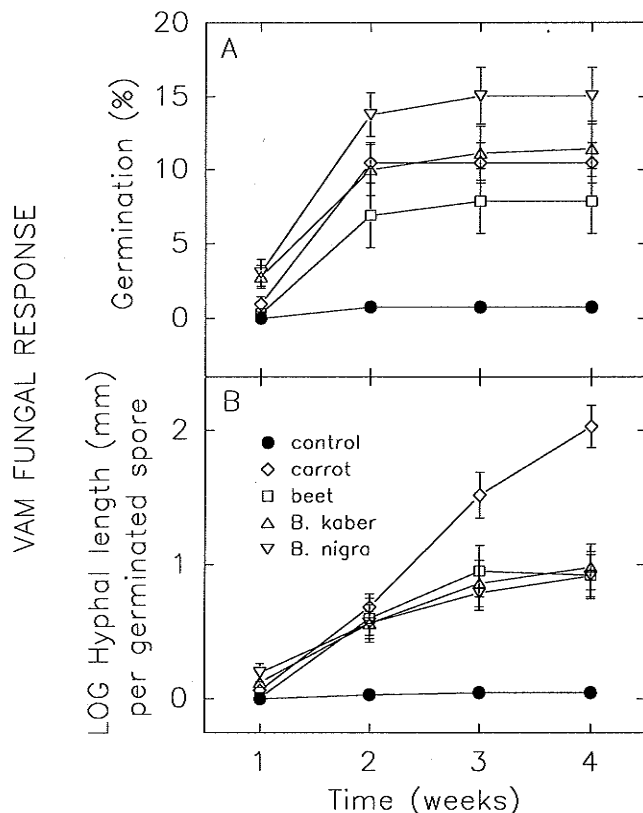 VAM FUNGAL RESPONSE
Germination (%)
20
15
10
5
0
A
LOG Hyphal length (mm)
per germinated spore
2
1
0
B
control
carrot
beet
B. kaber
B. nigra
1 2 3 4
Time (weeks)